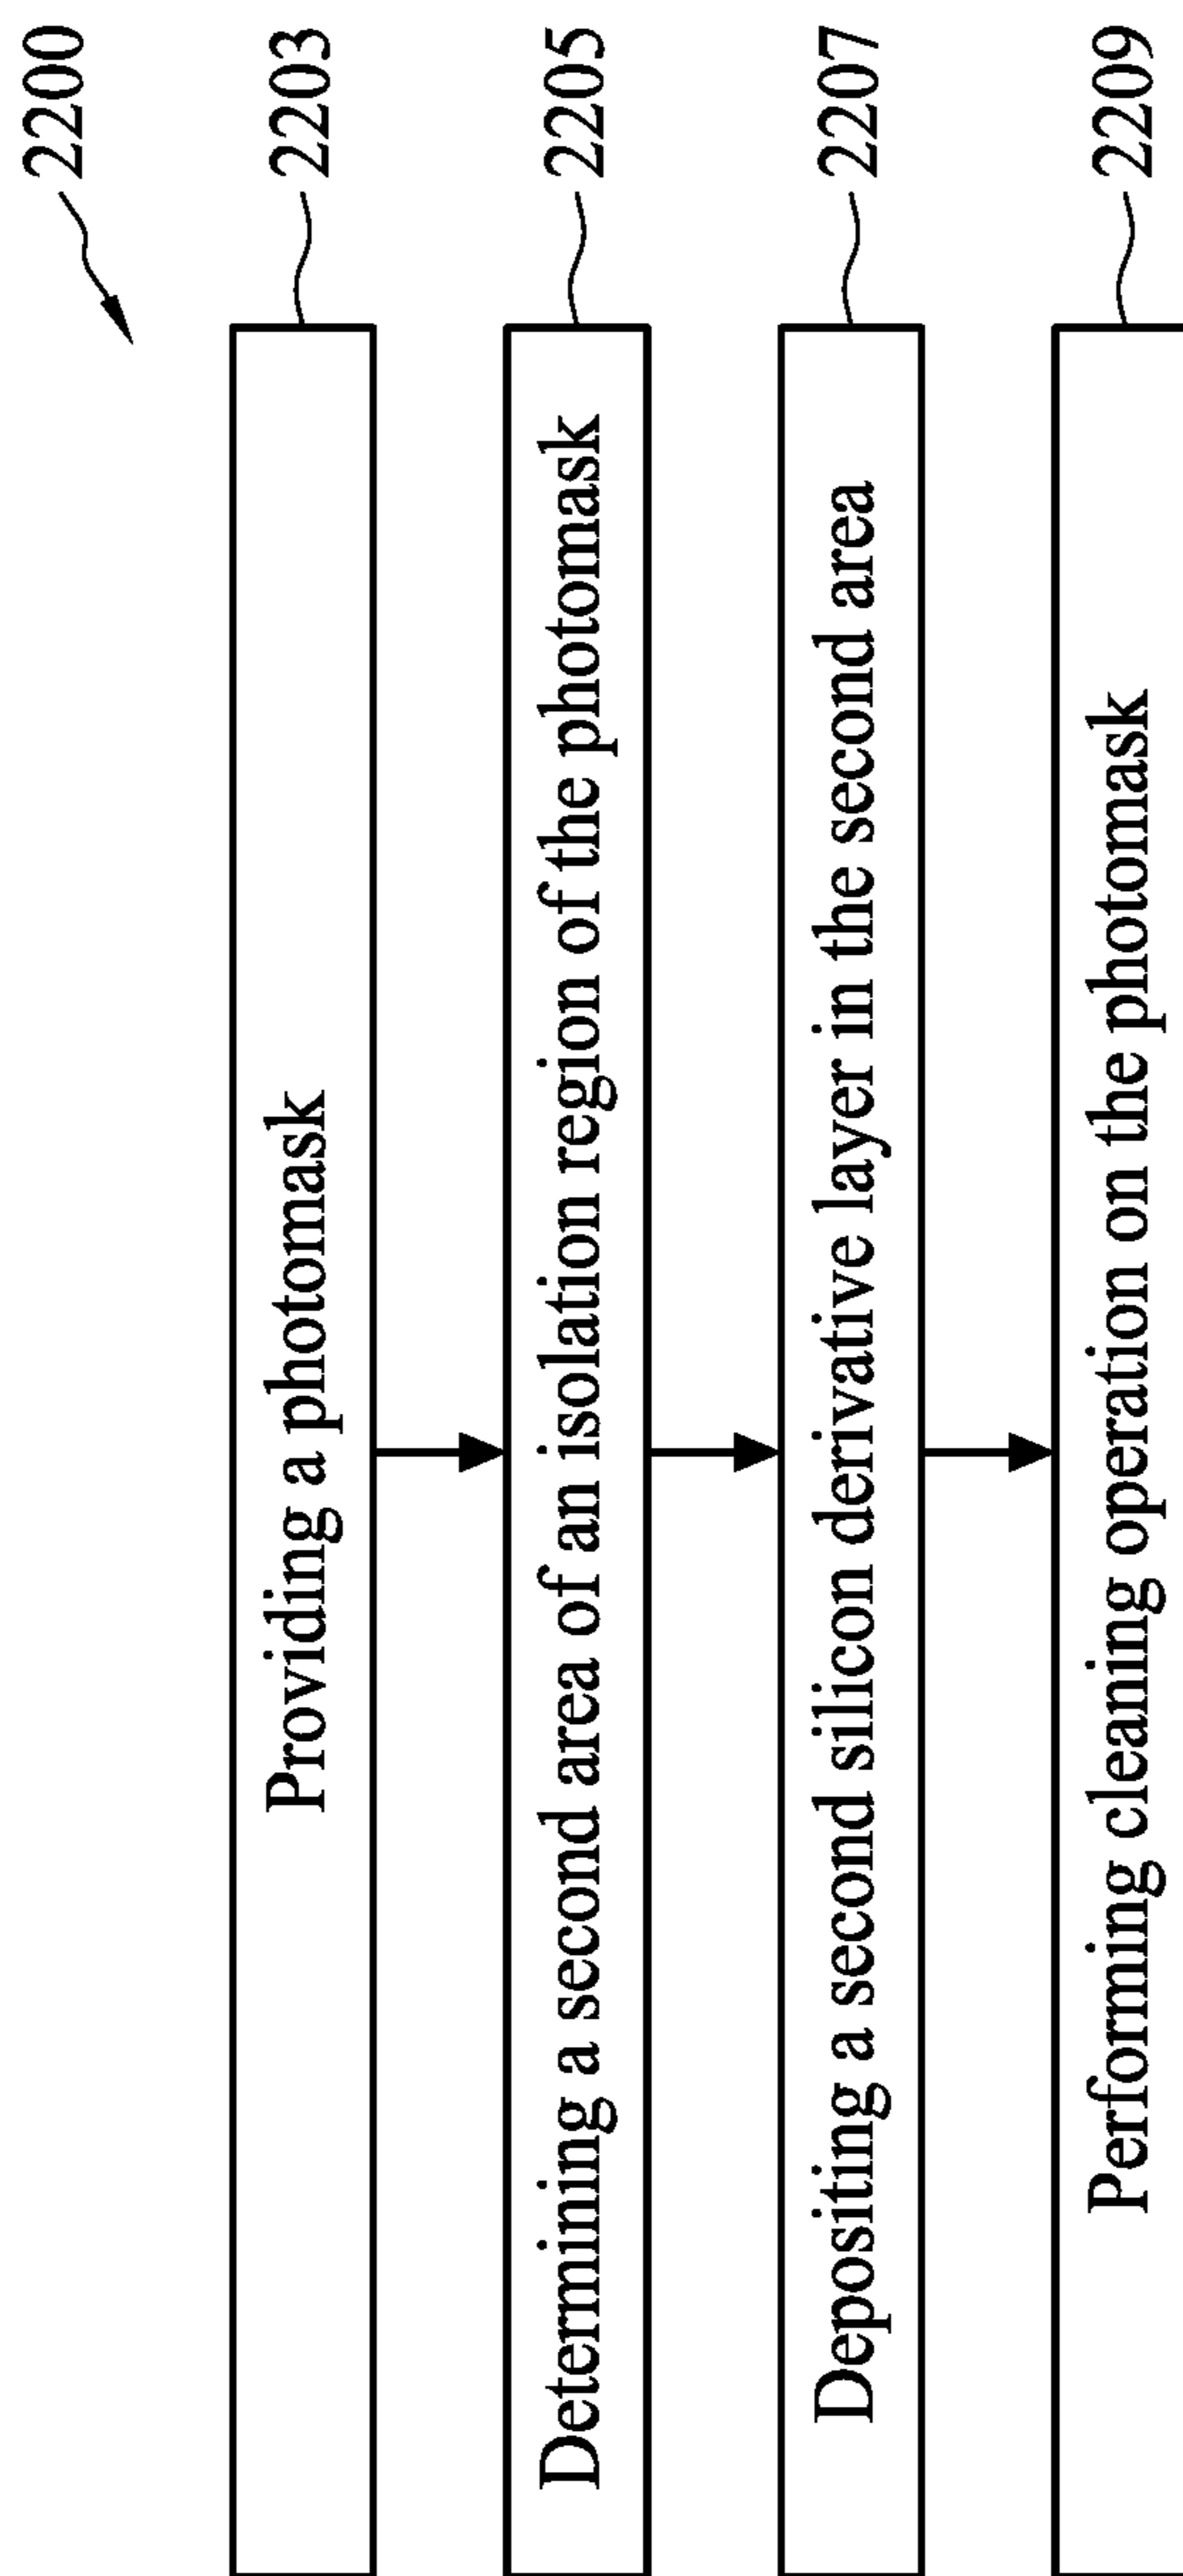 2200
Providing a photomask
2203
Determining a second area of an isolation region of the photomask
2205
Depositing a second silicon derivative layer in the second area
2207
Performing cleaning operation on the photomask
2209